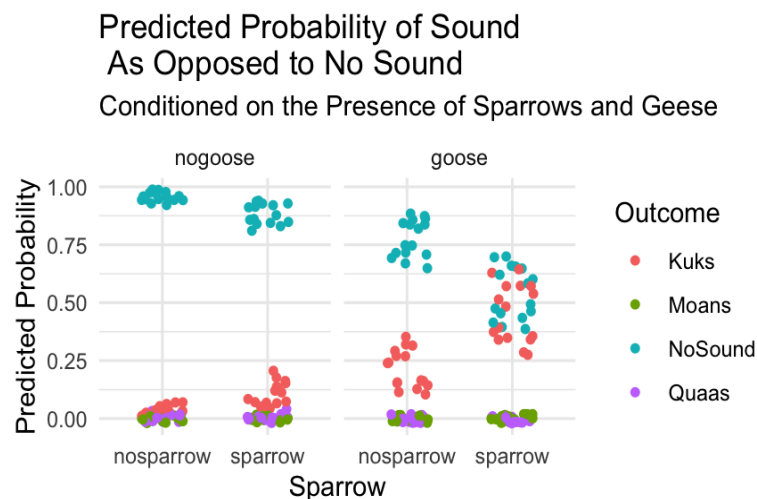 Predicted Probability of Sound
As Opposed to No Sound
Conditioned on the Presence of Sparrows and Geese
nogoose
goose
Predicted Probability
1.00
0.75
0.50
0.25
0.00
nosparrow
sparrow
nosparrow
sparrow
Sparrow
Outcome
Kuks
Moans
NoSound
Quaas